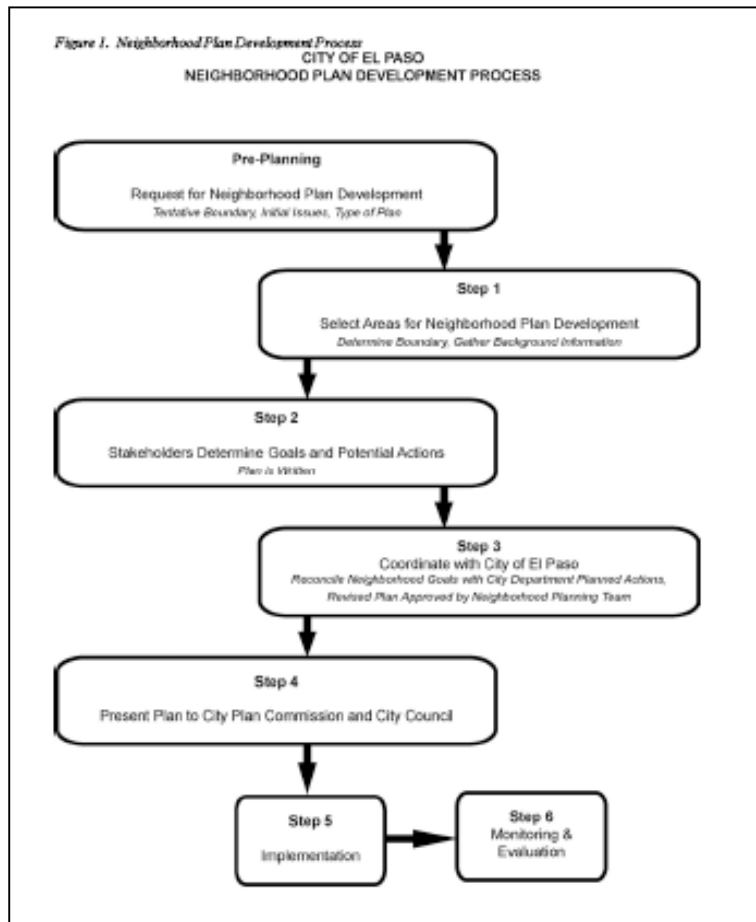 Figure 1. Neighborhood Plan Development Process
CITY OF EL PASO
NEIGHBORHOOD PLAN DEVELOPMENT PROCESS
Pre-Planning
Request for Neighborhood Plan Development
Tentative Boundary, Initial Issues, Type of Plan
Step 1
Select Areas for Neighborhood Plan Development
Determine Boundary, Gather Background Information
Step 2
Stakeholders Determine Goals and Potential Actions
Plan is Written
Step 3
Coordinate with City of El Paso
Reconcile Neighborhood Goals with City Department Planned Actions,
Revised Plan Approved by Neighborhood Planning Team
Step 4
Present Plan to City Plan Commission and City Council
Step 5
Implementation
Step 6
Monitoring &
Evaluation